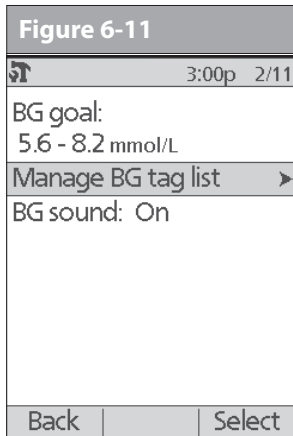 Figure 6-11
3:00p 2/11
BG goal:
5.6 - 8.2 mmol/L
Manage BG tag list
BG sound: On
Back Select